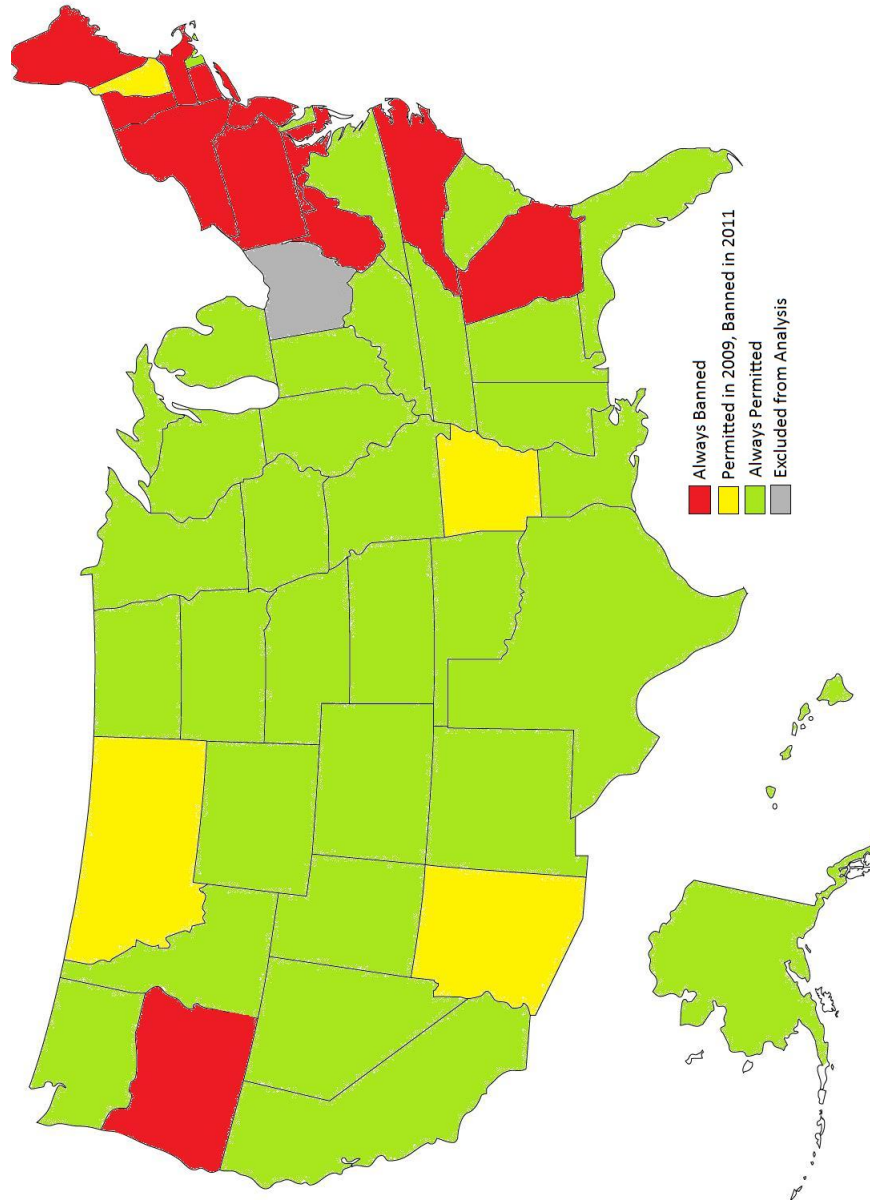 Always Banned
Permitted in 2009, Banned in 2011
Always Permitted
Excluded from Analysis